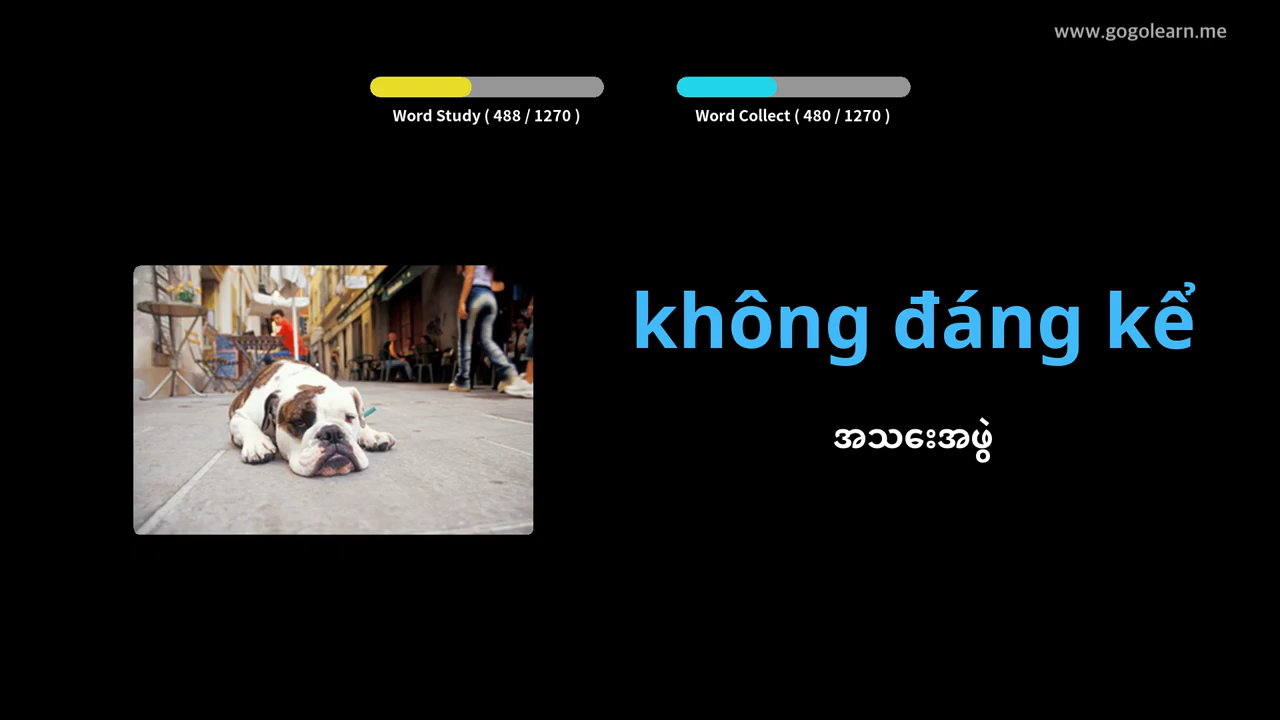 www.gogolearn.me
Word Study ( 488 / 1270 )
Word Collect ( 480 / 1270 )
không đáng kể
အသေးအဖွဲ